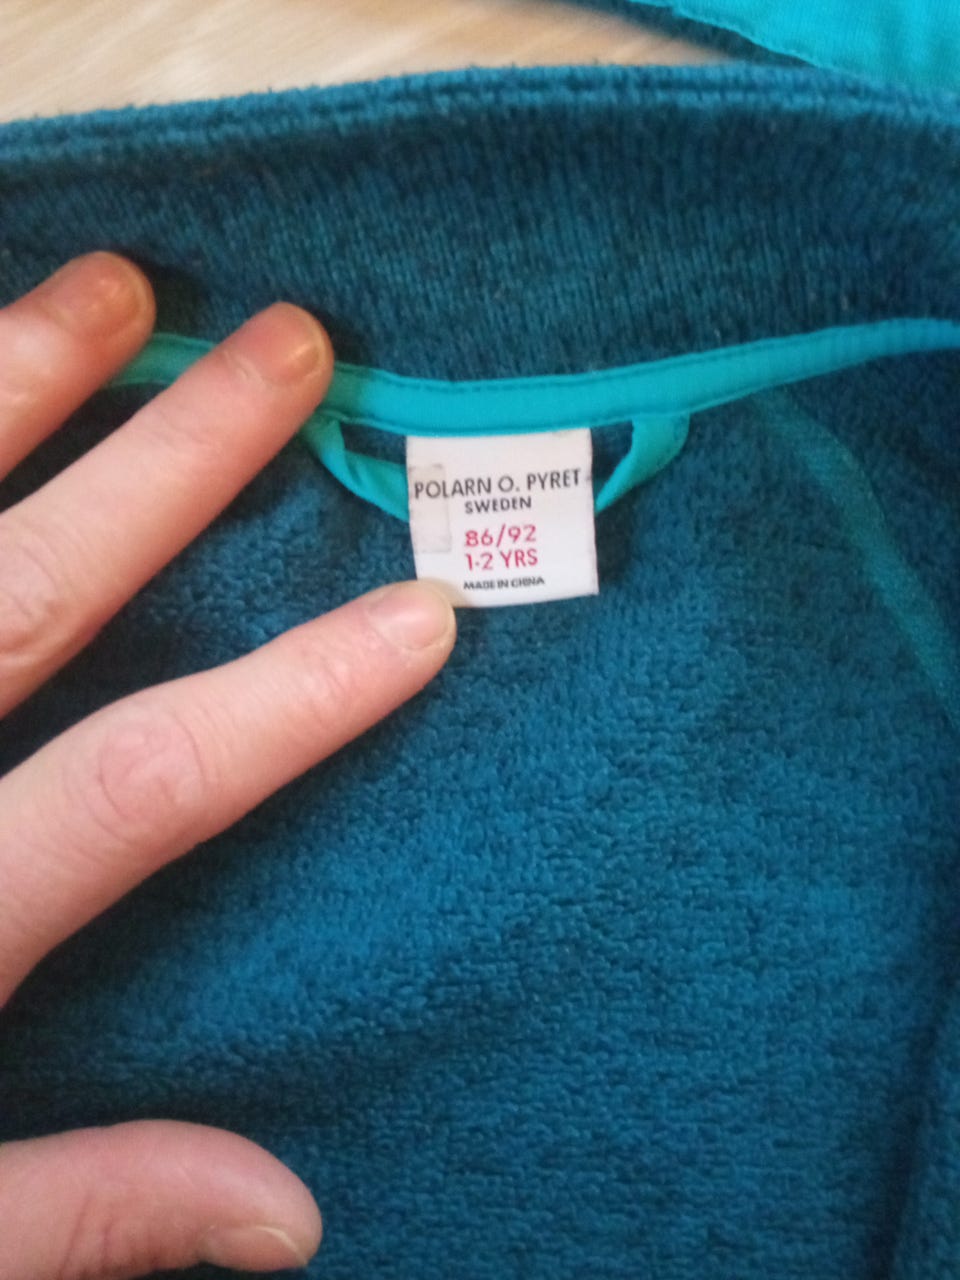 POLARN O. PYRET
SWEDEN
86/92
1-2 YRS
MADE IN CHINA